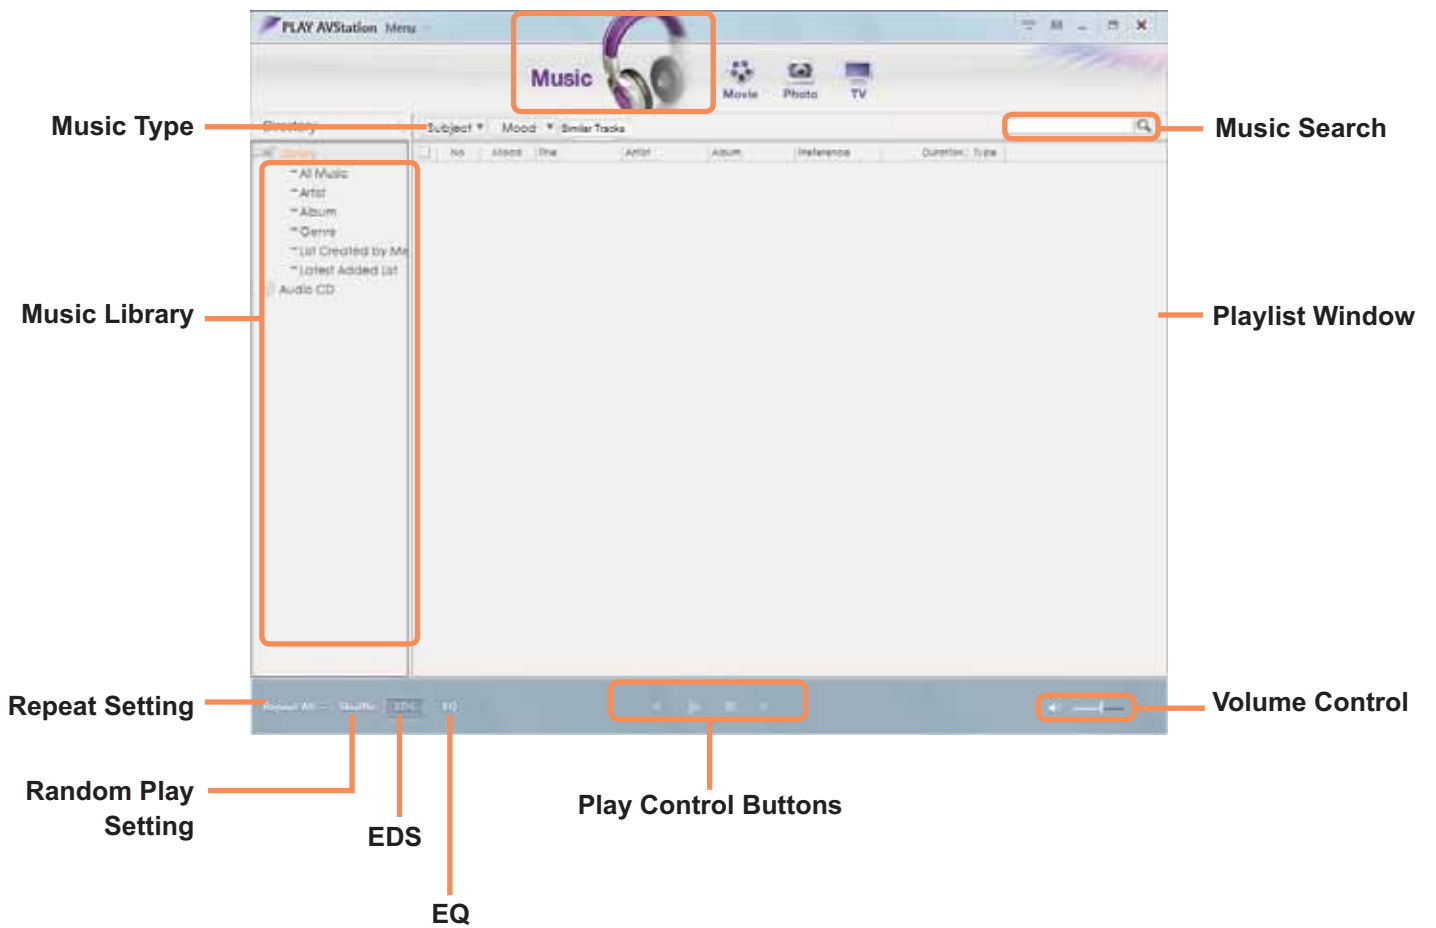 PLAY AVStation Menu
Music
Movie
Photo
TV
Music Type
Directory
Subject ▼ Mood ▼ Similar Tracks
Music Search
Library
No Mood Title Artist Album Preference Duration Type
All Music
Artist
Album
Genre
List Created by Me
Latest Added List
Audio CD
Music Library
Playlist Window
Repeat Setting
Repeat All Shuffle EDS EQ
Volume Control
Random Play
Setting
Play Control Buttons
EDS
EQ